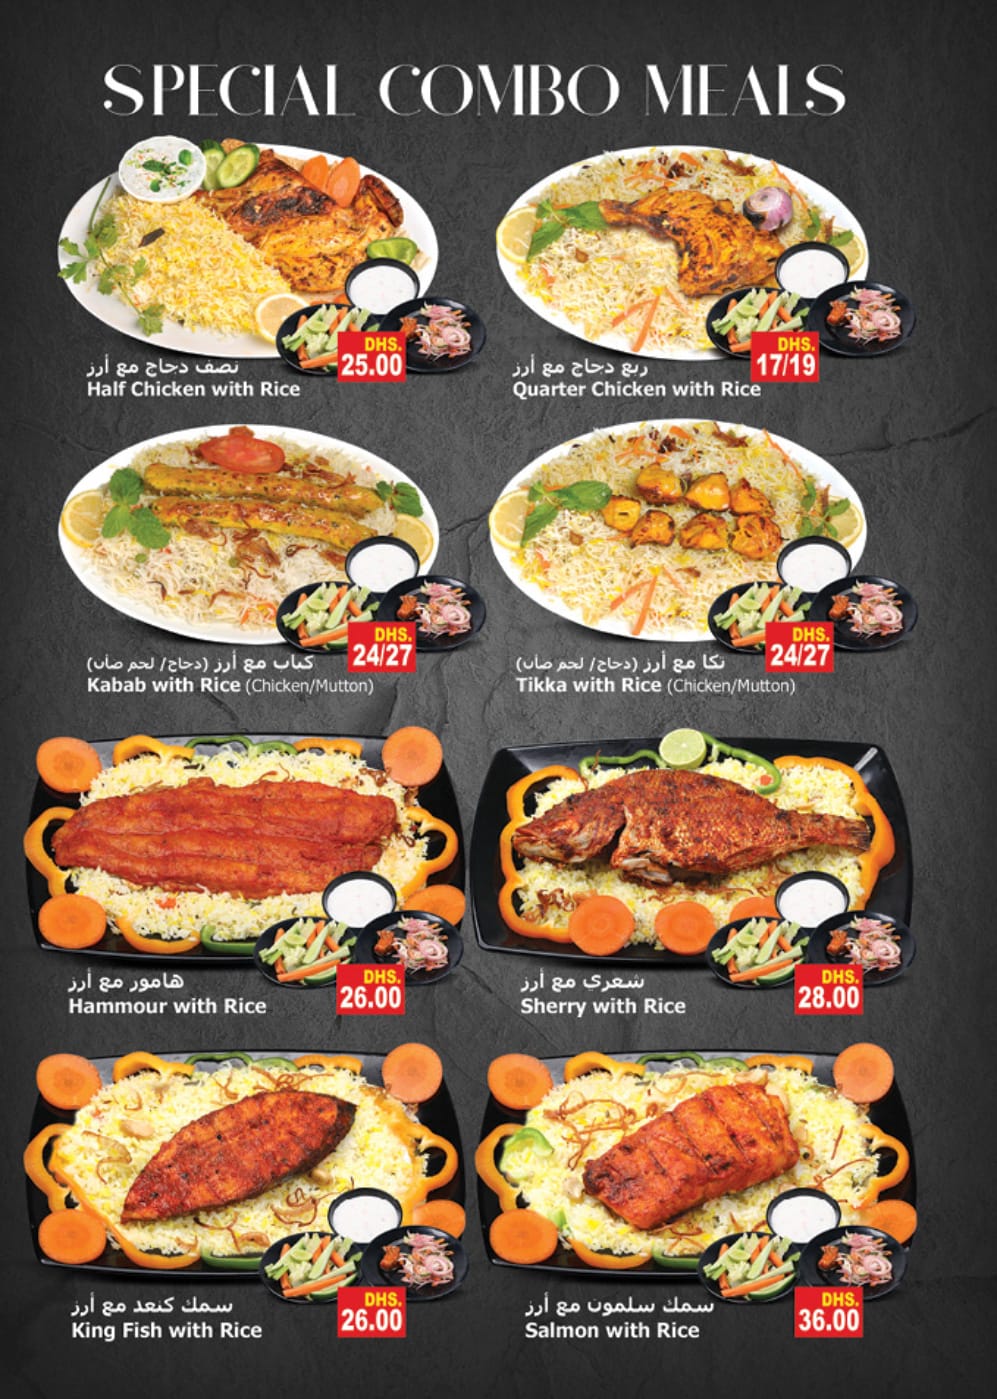 SPECIAL COMBO MEALS
نصف دجاج مع أرز
Half Chicken with Rice
DHS.
25.00
ربع دجاج مع أرز
Quarter Chicken with Rice
DHS.
17/19
كباب مع أرز (دجاج/ لحم ضأن)
Kabab with Rice (Chicken/Mutton)
DHS.
24/27
تكا مع أرز (دجاج/ لحم ضأن)
Tikka with Rice (Chicken/Mutton)
DHS.
24/27
هامور مع أرز
Hammour with Rice
DHS.
26.00
شعري مع أرز
Sherry with Rice
DHS.
28.00
سمك كنعد مع أرز
King Fish with Rice
DHS.
26.00
سمك سلمون مع أرز
Salmon with Rice
DHS.
36.00